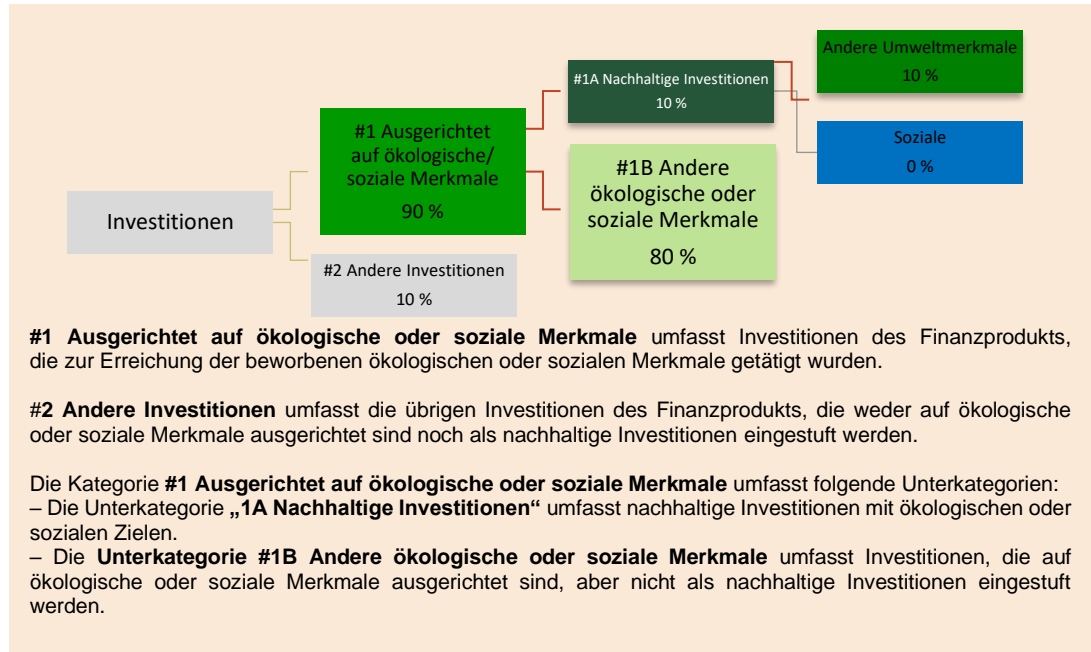 Investitionen
#1 Ausgerichtet
auf ökologische/
soziale Merkmale
90 %
#2 Andere Investitionen
10 %
#1A Nachhaltige Investitionen
10 %
#1B Andere
ökologische oder
soziale Merkmale
80 %
Andere Umweltmerkmale
10 %
Soziale
0 %
#1 Ausgerichtet auf ökologische oder soziale Merkmale umfasst Investitionen des Finanzprodukts,
die zur Erreichung der beworbenen ökologischen oder sozialen Merkmale getätigt wurden.
#2 Andere Investitionen umfasst die übrigen Investitionen des Finanzprodukts, die weder auf ökologische
oder soziale Merkmale ausgerichtet sind noch als nachhaltige Investitionen eingestuft werden.
Die Kategorie #1 Ausgerichtet auf ökologische oder soziale Merkmale umfasst folgende Unterkategorien:
– Die Unterkategorie „1A Nachhaltige Investitionen“ umfasst nachhaltige Investitionen mit ökologischen oder
sozialen Zielen.
– Die Unterkategorie #1B Andere ökologische oder soziale Merkmale umfasst Investitionen, die auf
ökologische oder soziale Merkmale ausgerichtet sind, aber nicht als nachhaltige Investitionen eingestuft
werden.